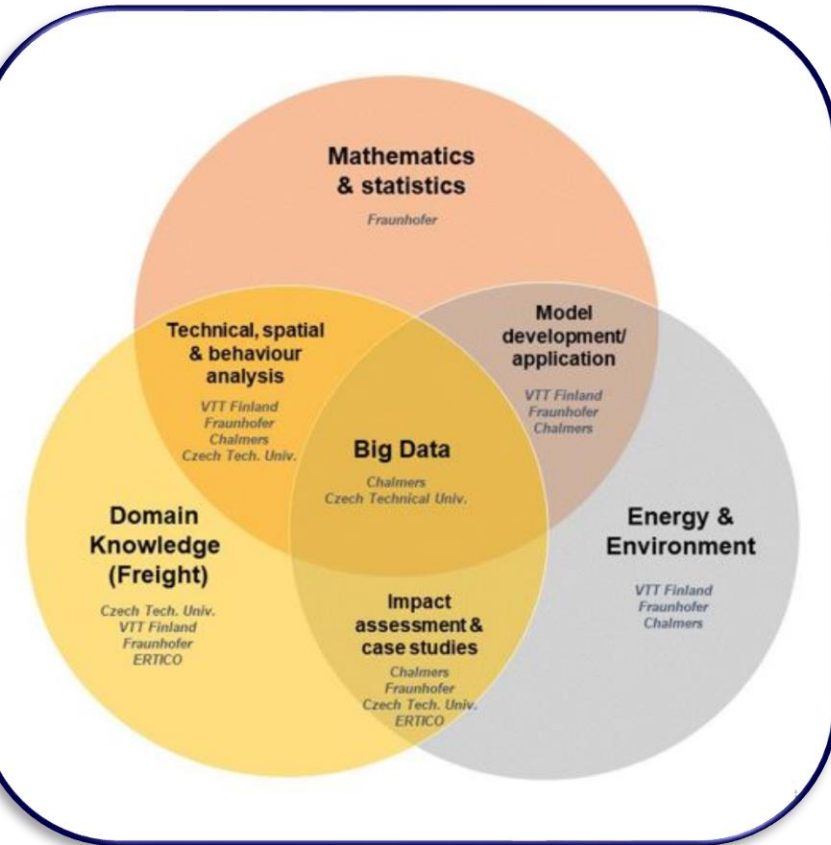 Mathematics
& statistics
Fraunhofer
Technical, spatial
& behaviour
analysis
VTT Finland
Fraunhofer
Chalmers
Czech Tech. Univ.
Model
development/
application
VTT Finland
Fraunhofer
Chalmers
Big Data
Chalmers
Czech Technical Univ.
Domain
Knowledge
(Freight)
Czech Tech. Univ.
VTT Finland
Fraunhofer
ERTICO
Energy &
Environment
VTT Finland
Fraunhofer
Chalmers
Impact
assessment &
case studies
Chalmers
Fraunhofer
Czech Tech. Univ.
ERTICO